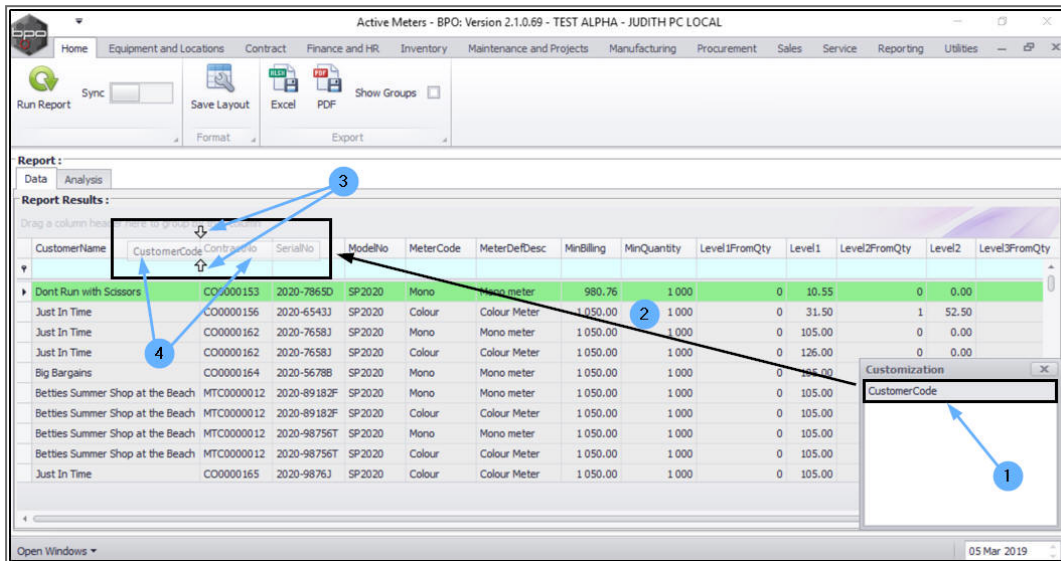 Active Meters - BPO: Version 2.1.0.69 - TEST ALPHA - JUDITH PC LOCAL
bpo
Home Equipment and Locations Contract Finance and HR Inventory Maintenance and Projects Manufacturing Procurement Sales Service Reporting Utilities
Run Report Sync Save Layout Excel PDF Show Groups
Format Export
Report :
Data Analysis
3
Report Results :
Drag a column header here to group by that column
CustomerName CustomerCode ContractNo SerialNo ModelNo MeterCode MeterDefDesc MinBilling MinQuantity Level1FromQty Level1 Level2FromQty Level2 Level3FromQty
Dont Run with Scissors CO0000153 2020-7865D SP2020 Mono Mono meter 980.76 1 000 0 10.55 0 0.00
Just In Time CO0000156 2020-6543J SP2020 Colour Colour Meter 1 050.00 2 1 000 0 31.50 1 52.50
Just In Time CO0000162 2020-7658J SP2020 Mono Mono meter 1 050.00 1 000 0 105.00 0 0.00
Just In Time 4 CO0000162 2020-7658J SP2020 Colour Colour Meter 1 050.00 1 000 0 126.00 0 0.00
Big Bargains CO0000164 2020-5678B SP2020 Mono Mono meter 1 050.00 1 000 0
Customization
CustomerCode
Betties Summer Shop at the Beach MTC0000012 2020-89182F SP2020 Mono Mono meter 1 050.00 1 000 0 105.00
Betties Summer Shop at the Beach MTC0000012 2020-89182F SP2020 Colour Colour Meter 1 050.00 1 000 0 105.00
Betties Summer Shop at the Beach MTC0000012 2020-98756T SP2020 Mono Mono meter 1 050.00 1 000 0 105.00
Betties Summer Shop at the Beach MTC0000012 2020-98756T SP2020 Colour Colour Meter 1 050.00 1 000 0 105.00
Just In Time CO0000165 2020-9876J SP2020 Colour Colour Meter 1 050.00 1 000 0 105.00
1
Open Windows 05 Mar 2019